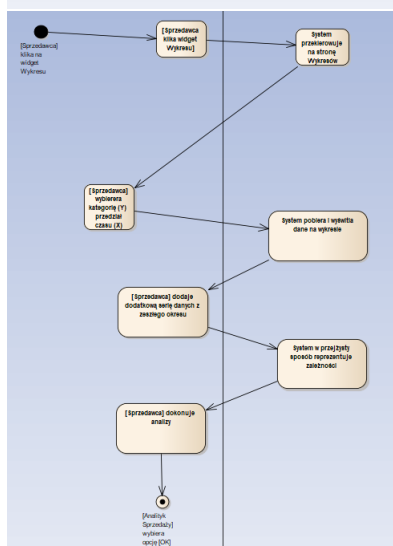 [Sprzedawca]
klika na
widget
Wykresu
[Sprzedawca
klika widget
Wykresu]
System
przekierowuje
na stronę
Wykresów
[Sprzedawca]
wybierera
kategorię (Y)
przedział
czasu (X)
System pobiera i wyświtla
dane na wykresie
[Sprzedawca] dodaje
dodatkową serię danych z
zeszłego okresu
System w przejżysty
sposób reprezentuje
zależności
[Sprzedawca] dokonuje
analizy
[Analityk
Sprzedaży]
wybiera
opcję [OK]